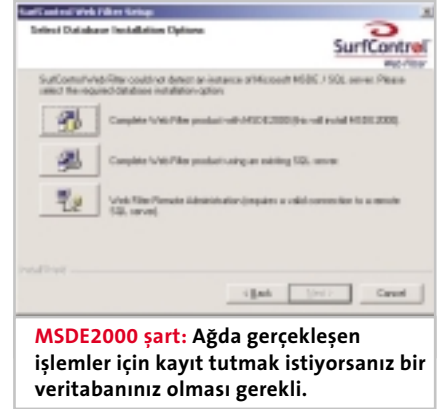 SurfControl Web Filter Setup
Select Database Installation Options
SurfControl
Web Filter
SurfControl Web Filter could not detect an instance of Microsoft MSDE / SQL server. Please
select the required database installation option:
Complete Web Filter product with MSDE2000 (this will install MSDE2000)
Complete Web Filter product using an existing SQL server
Web Filter Remote Administration (requires a valid connection to a remote
SQL server)
InstallShield
< Back
Next >
Cancel
MSDE2000 şart: Ağda gerçekleşen
işlemler için kayıt tutmak istiyorsanız bir
veritabanınız olması gerekli.